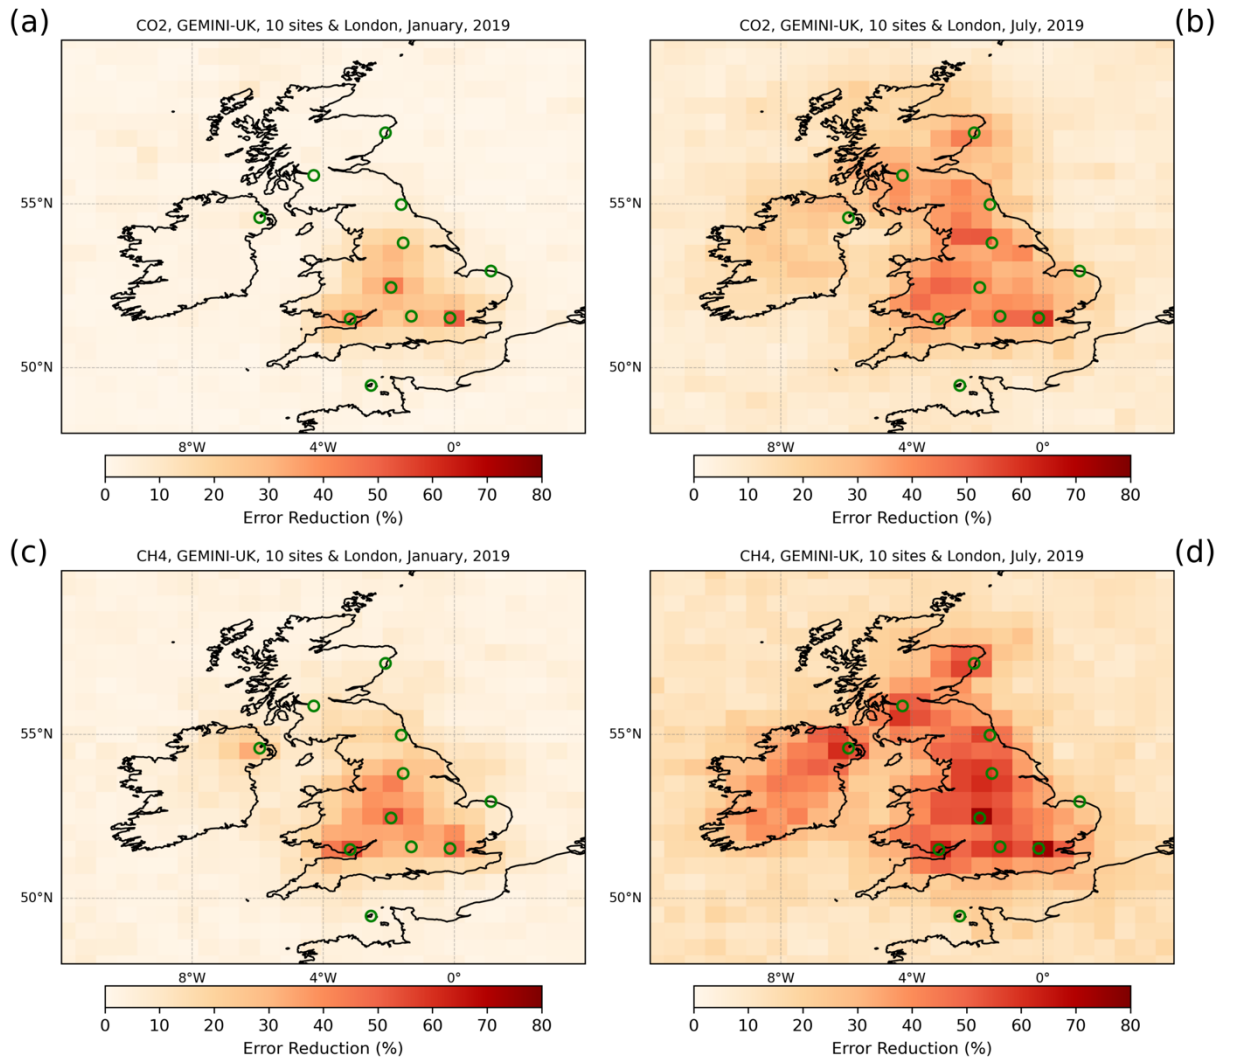 (a)
CO2, GEMINI-UK, 10 sites & London, January, 2019
CO2, GEMINI-UK, 10 sites & London, July, 2019
(b)
55°N
55°N
50°N
50°N
8°W 4°W 0°
8°W 4°W 0°
0 10 20 30 40 50 60 70 80
0 10 20 30 40 50 60 70 80
Error Reduction (%)
Error Reduction (%)
(c)
CH4, GEMINI-UK, 10 sites & London, January, 2019
CH4, GEMINI-UK, 10 sites & London, July, 2019
(d)
55°N
55°N
50°N
50°N
8°W 4°W 0°
8°W 4°W 0°
0 10 20 30 40 50 60 70 80
0 10 20 30 40 50 60 70 80
Error Reduction (%)
Error Reduction (%)